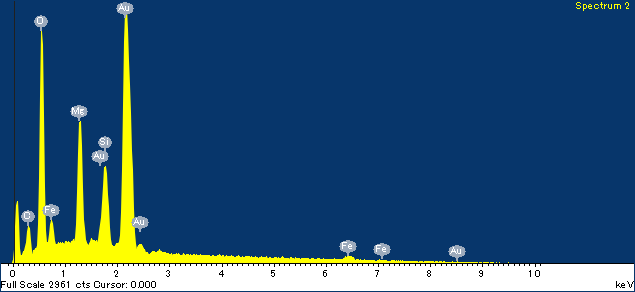 Spectrum 2
Au
O
Mg
Si
Au
C Fe Au
Fe Fe Au
0 1 2 3 4 5 6 7 8 9 10
Full Scale 2961 cts Cursor: 0.000 keV